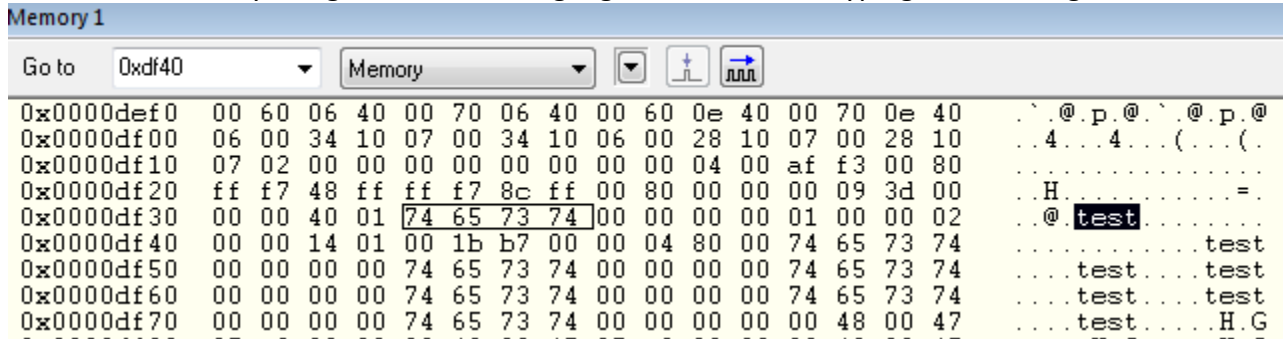 Memory 1
Go to 0xdf40 Memory
0x0000def0 00 60 06 40 00 70 06 40 00 60 0e 40 00 70 0e 40 .`.@.p.@.`.@.p.@
0x0000df00 06 00 34 10 07 00 34 10 06 00 28 10 07 00 28 10 ..4...4...(...(.
0x0000df10 07 02 00 00 00 00 00 00 00 00 04 00 af f3 00 80 ................
0x0000df20 ff f7 48 ff ff f7 8c ff 00 80 00 00 00 09 3d 00 ..H...........=.
0x0000df30 00 00 40 01 74 65 73 74 00 00 00 00 01 00 00 02 ..@.test........
0x0000df40 00 00 14 01 00 1b b7 00 00 04 80 00 74 65 73 74 ............test
0x0000df50 00 00 00 00 74 65 73 74 00 00 00 00 74 65 73 74 ....test....test
0x0000df60 00 00 00 00 74 65 73 74 00 00 00 00 74 65 73 74 ....test....test
0x0000df70 00 00 00 00 74 65 73 74 00 00 00 00 00 48 00 47 ....test.....H.G